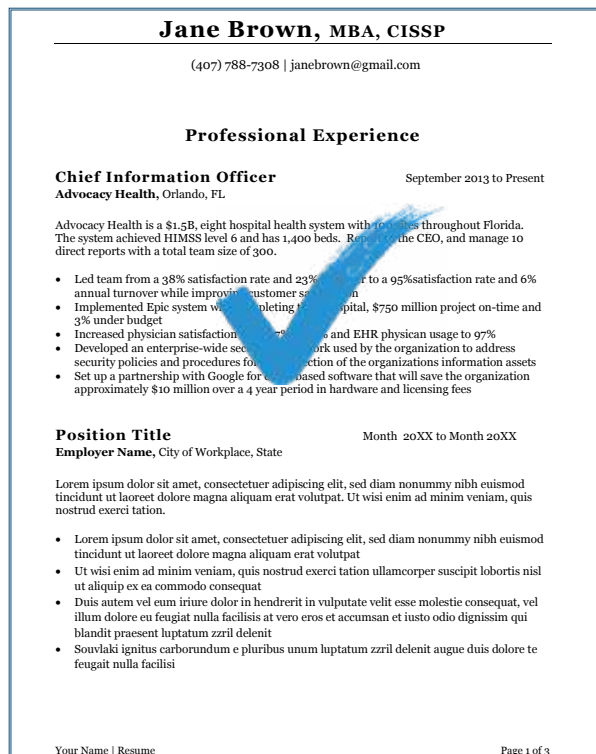 Jane Brown, MBA, CISSP
(407) 788-7308 | janebrown@gmail.com
Professional Experience
Chief Information Officer September 2013 to Present
Advocacy Health, Orlando, FL
Advocacy Health is a $1.5B, eight hospital health system with 100 sites throughout Florida.
The system achieved HIMSS level 6 and has 1,400 beds. Report to the CEO, and manage 10
direct reports with a total team size of 300.
• Led team from a 38% satisfaction rate and 23% to a 95%satisfaction rate and 6%
annual turnover while improving customer
• Implemented Epic system $750 million project on-time and
3% under budget
• Increased physician satisfaction and EHR physican usage to 97%
• Developed an enterprise-wide used by the organization to address
security policies and procedures for of the organizations information assets
• Set up a partnership with Google for based software that will save the organization
approximately $10 million over a 4 year period in hardware and licensing fees
Position Title Month 20XX to Month 20XX
Employer Name, City of Workplace, State
Lorem ipsum dolor sit amet, consectetuer adipiscing elit, sed diam nonummy nibh euismod
tincidunt ut laoreet dolore magna aliquam erat volutpat. Ut wisi enim ad minim veniam, quis
nostrud exerci tation.
• Lorem ipsum dolor sit amet, consectetuer adipiscing elit, sed diam nonummy nibh euismod
tincidunt ut laoreet dolore magna aliquam erat volutpat
• Ut wisi enim ad minim veniam, quis nostrud exerci tation ullamcorper suscipit lobortis nisl
ut aliquip ex ea commodo consequat
• Duis autem vel eum iriure dolor in hendrerit in vulputate velit esse molestie consequat, vel
illum dolore eu feugiat nulla facilisis at vero eros et accumsan et iusto odio dignissim qui
blandit praesent luptatum zzril delenit
• Souvlaki ignitus carborundum e pluribus unum luptatum zzril delenit augue duis dolore te
feugait nulla facilisi
Your Name | Resume Page 1 of 3